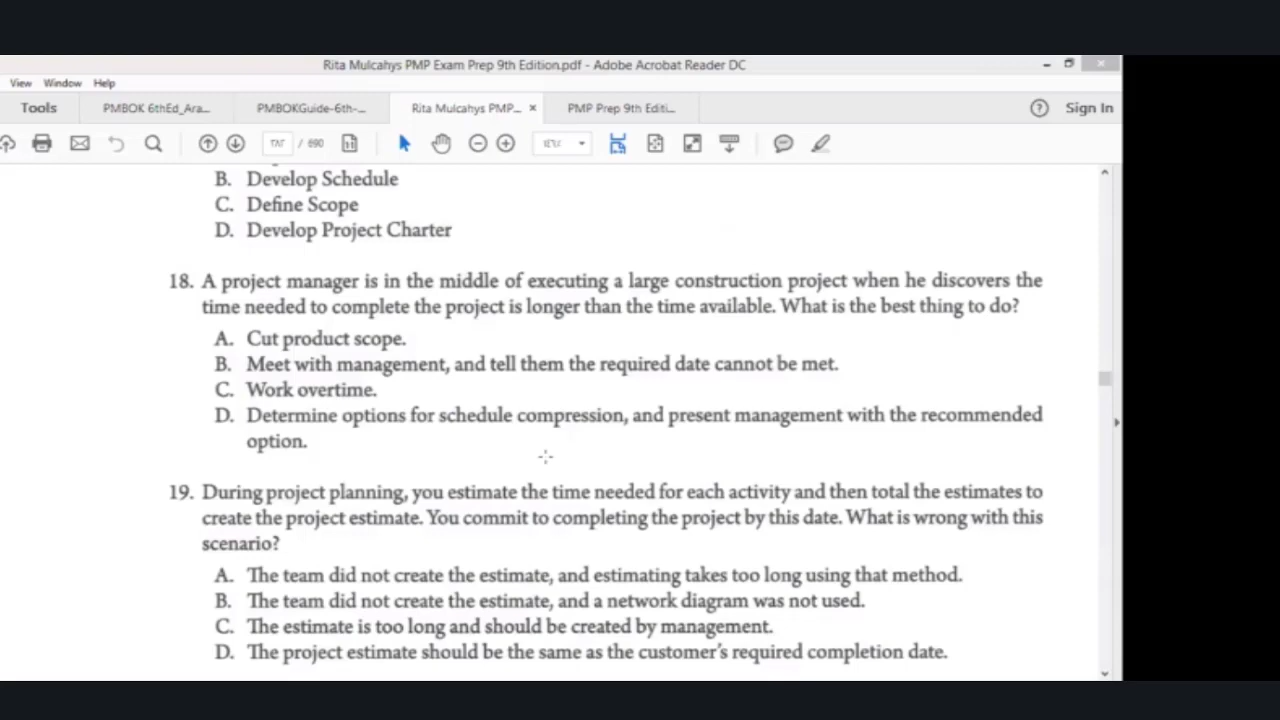 Rita Mulcahys PMP Exam Prep 9th Edition.pdf - Adobe Acrobat Reader DC
View Window Help
Tools PMBOK 6thEd_Ara... PMBOKGuide-6th-... Rita Mulcahys PMP... × PMP Prep 9th Editi... Sign In
/ 690
B. Develop Schedule
C. Define Scope
D. Develop Project Charter
18. A project manager is in the middle of executing a large construction project when he discovers the
time needed to complete the project is longer than the time available. What is the best thing to do?
A. Cut product scope.
B. Meet with management, and tell them the required date cannot be met.
C. Work overtime.
D. Determine options for schedule compression, and present management with the recommended
option.
19. During project planning, you estimate the time needed for each activity and then total the estimates to
create the project estimate. You commit to completing the project by this date. What is wrong with this
scenario?
A. The team did not create the estimate, and estimating takes too long using that method.
B. The team did not create the estimate, and a network diagram was not used.
C. The estimate is too long and should be created by management.
D. The project estimate should be the same as the customer's required completion date.